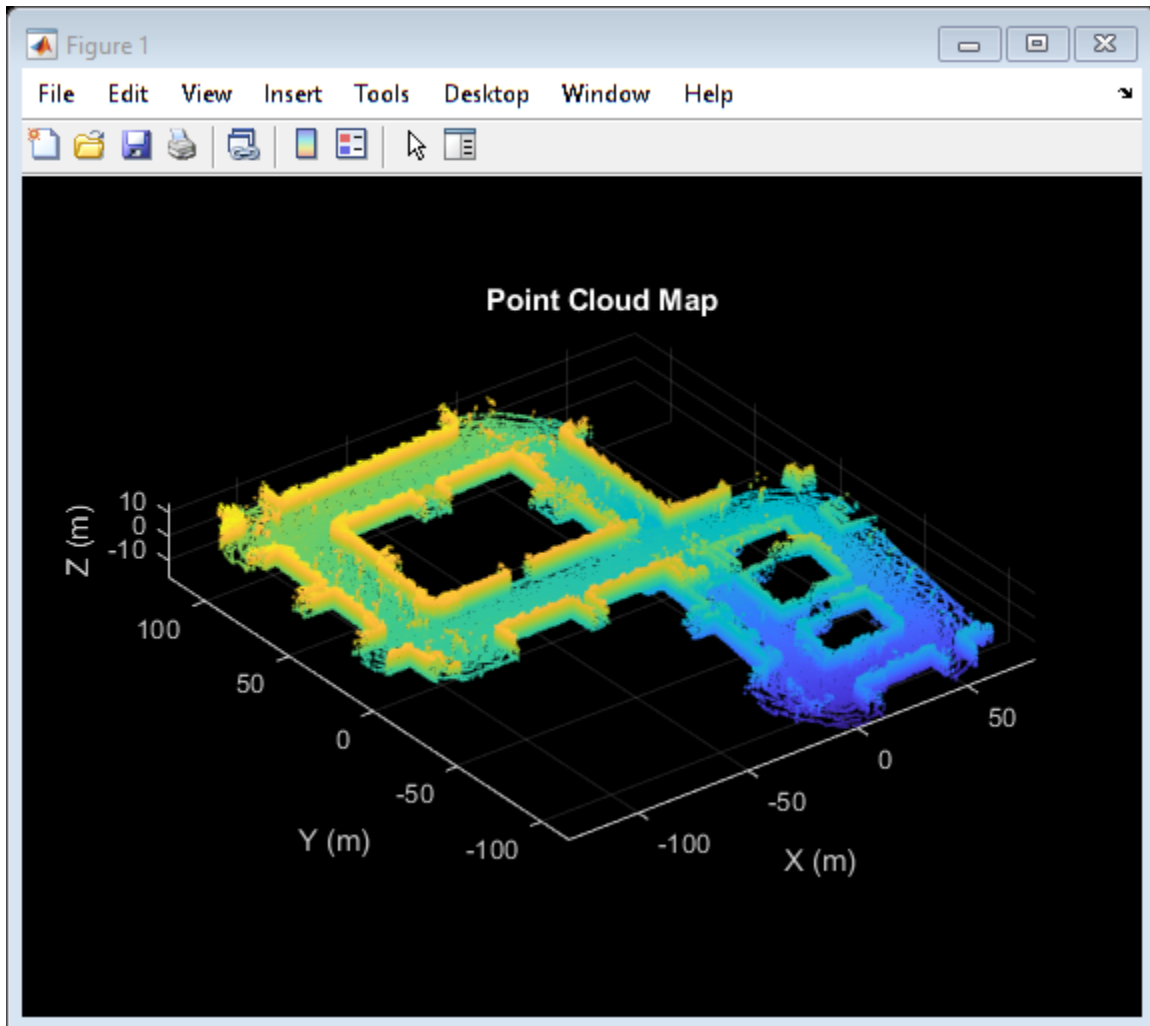 Figure 1
File Edit View Insert Tools Desktop Window Help
Point Cloud Map
10
0
-10
Z (m)
100
50
0
-50
-100
Y (m)
-100
-50
0
50
X (m)